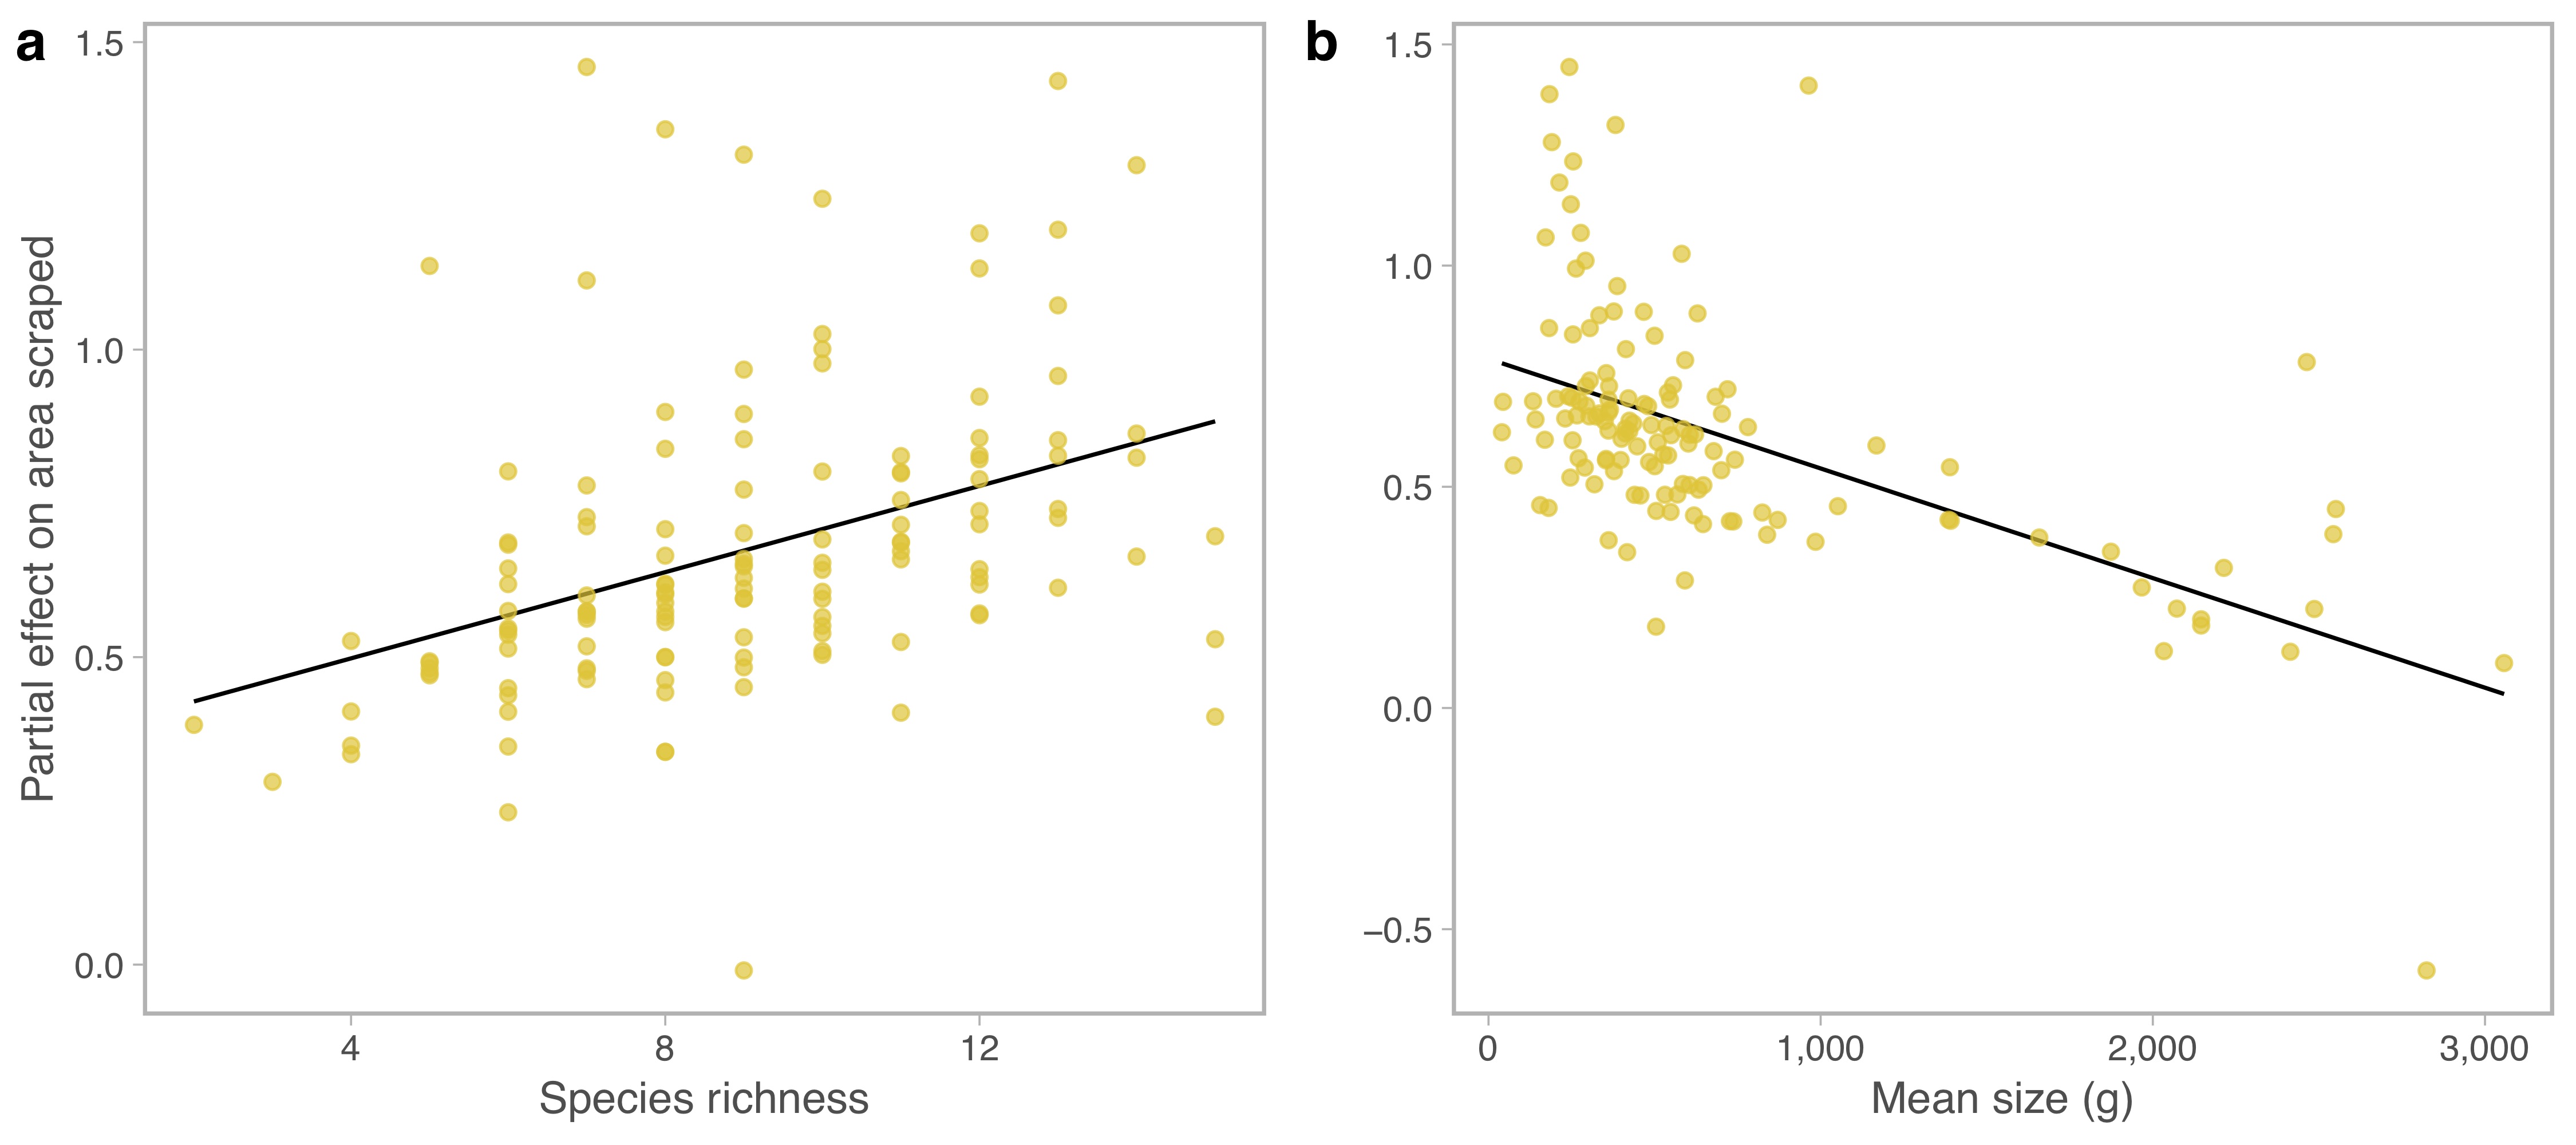 a
1.5
1.0
0.5
0.0
Partial effect on area scraped
4 8 12
Species richness
b
1.5
1.0
0.5
0.0
−0.5
0 1,000 2,000 3,000
Mean size (g)